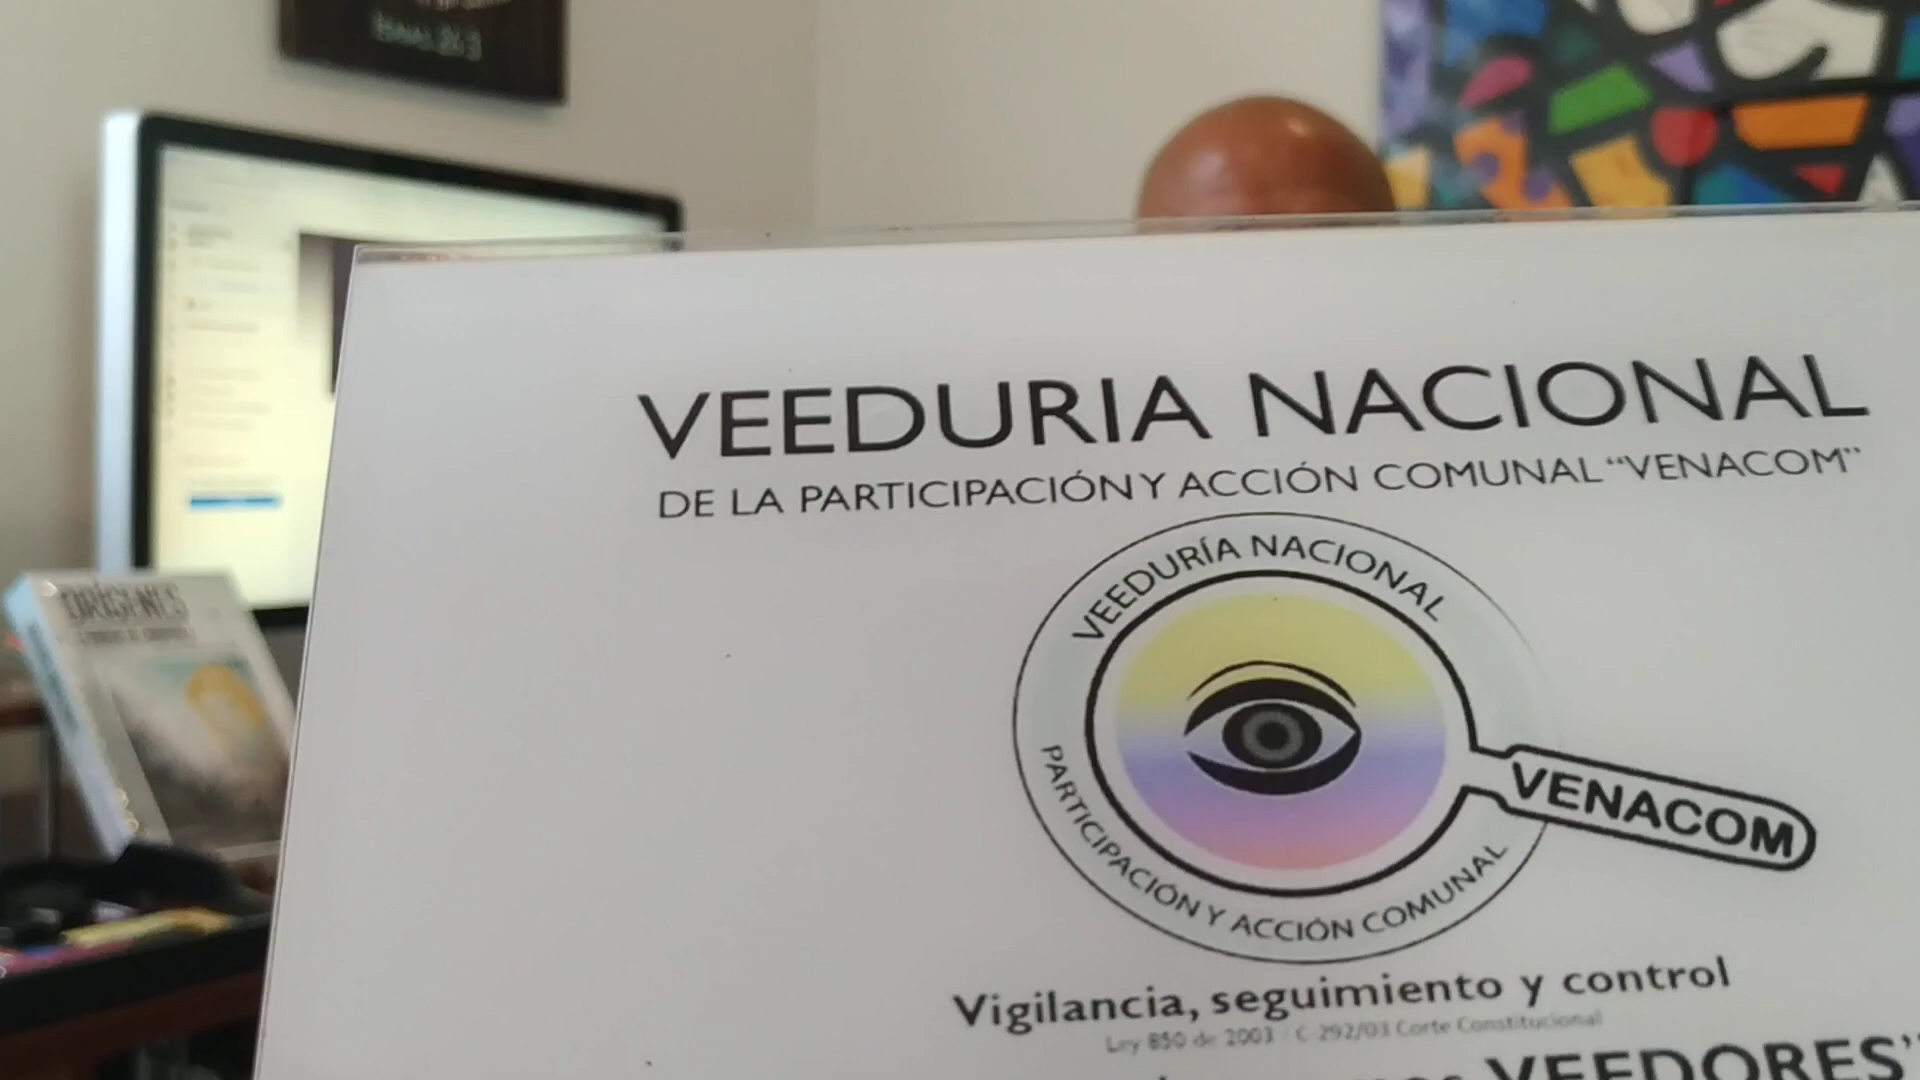 VEEDURIA NACIONAL
DE LA PARTICIPACIÓN Y ACCIÓN COMUNAL "VENACOM"
VEEDURÍA NACIONAL
PARTICIPACIÓN Y ACCIÓN COMUNAL
VENACOM
Vigilancia, seguimiento y control
Ley 850 de 2003 C-292/03 Corte Constitucional
VEEDORES"
ORÍGENES